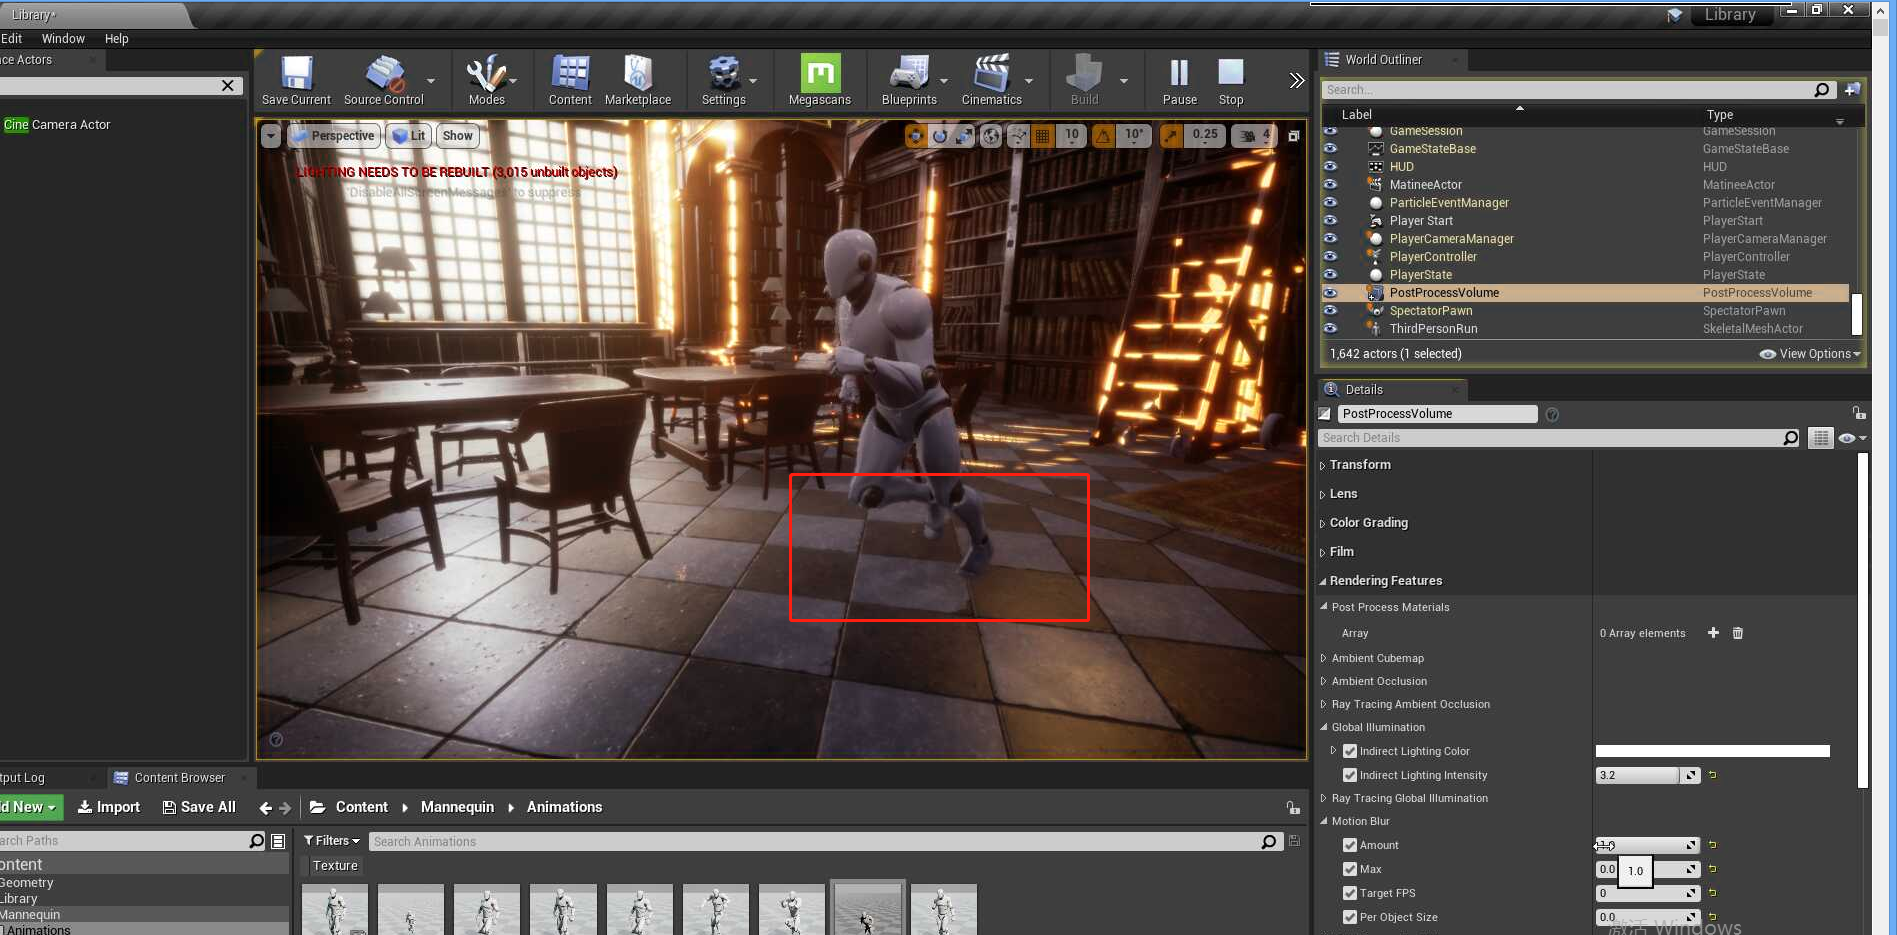 Library•
Library
Edit Window Help
ce Actors
Cine Camera Actor
Save Current
Source Control
Modes
Content
Marketplace
Settings
Megascans
Blueprints
Cinematics
Build
Pause
Stop
Perspective
Lit
Show
10
10°
0.25
4
LIGHTING NEEDS TO BE REBUILT (3,015 unbuilt objects)
'DisableAllScreenMessages' to suppress
World Outliner
Search...
Label Type
GameSession GameSession
GameStateBase GameStateBase
HUD HUD
MatineeActor MatineeActor
ParticleEventManager ParticleEventManager
Player Start PlayerStart
PlayerCameraManager PlayerCameraManager
PlayerController PlayerController
PlayerState PlayerState
PostProcessVolume PostProcessVolume
SpectatorPawn SpectatorPawn
ThirdPersonRun SkeletalMeshActor
1,642 actors (1 selected) View Options
Details
PostProcessVolume
Search Details
Transform
Lens
Color Grading
Film
Rendering Features
Post Process Materials
Array 0 Array elements
Ambient Cubemap
Ambient Occlusion
Ray Tracing Ambient Occlusion
Global Illumination
Indirect Lighting Color
Indirect Lighting Intensity 3.2
Ray Tracing Global Illumination
Motion Blur
Amount
Max 0.0
1.0
Target FPS 0
Per Object Size 0.0
激活 Windows
tput Log Content Browser
d New Import Save All Content Mannequin Animations
arch Paths
Filters Search Animations
Texture
ontent
Geometry
Library
Mannequin
Animations